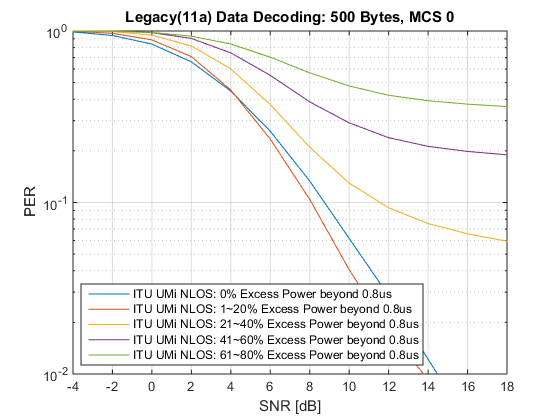 Legacy(11a) Data Decoding: 500 Bytes, MCS 0
10^0
10^-1
10^-2
PER
ITU UMi NLOS: 0% Excess Power beyond 0.8us
ITU UMi NLOS: 1~20% Excess Power beyond 0.8us
ITU UMi NLOS: 21~40% Excess Power beyond 0.8us
ITU UMi NLOS: 41~60% Excess Power beyond 0.8us
ITU UMi NLOS: 61~80% Excess Power beyond 0.8us
-4 -2 0 2 4 6 8 10 12 14 16 18
SNR [dB]